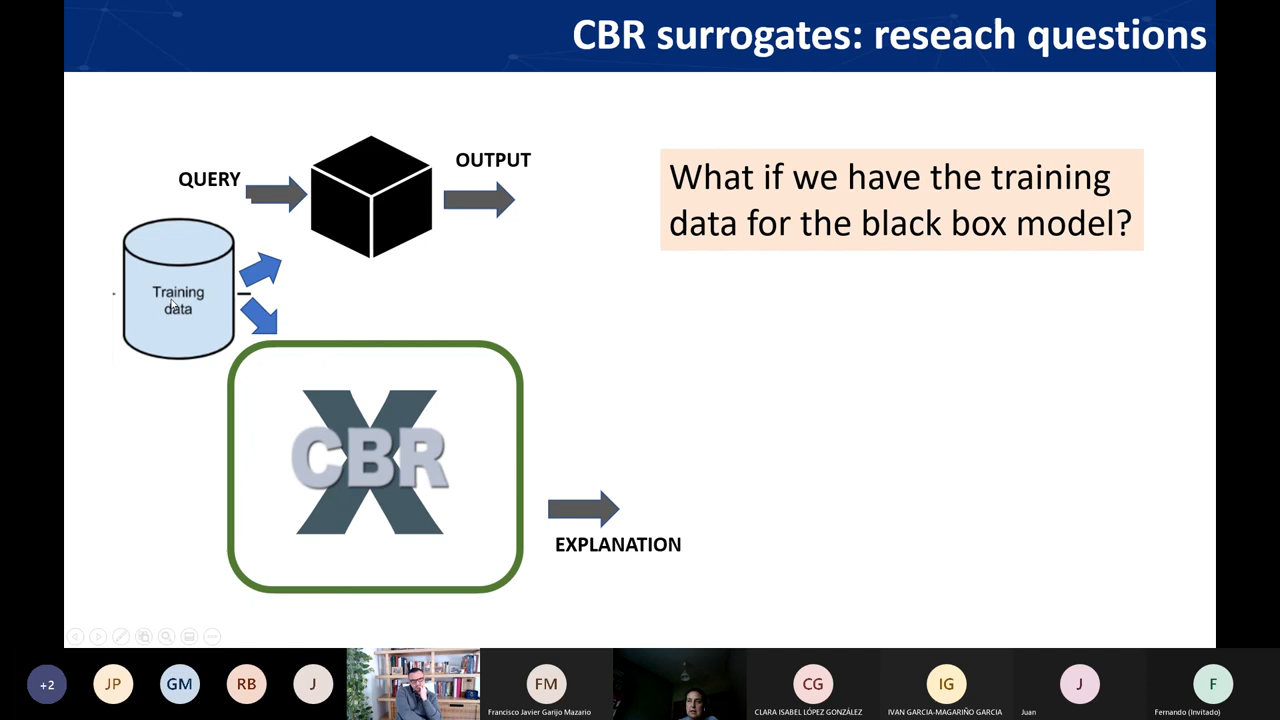 CBR surrogates: reseach questions
QUERY
OUTPUT
What if we have the training
data for the black box model?
Training
data
X
CBR
EXPLANATION
+2
JP
GM
RB
J
FM
Francisco Javier Garijo Mazario
CG
CLARA ISABEL LÓPEZ GONZÁLEZ
IG
IVAN GARCIA-MAGARIÑO GARCIA
J
Juan
F
Fernando (Invitado)